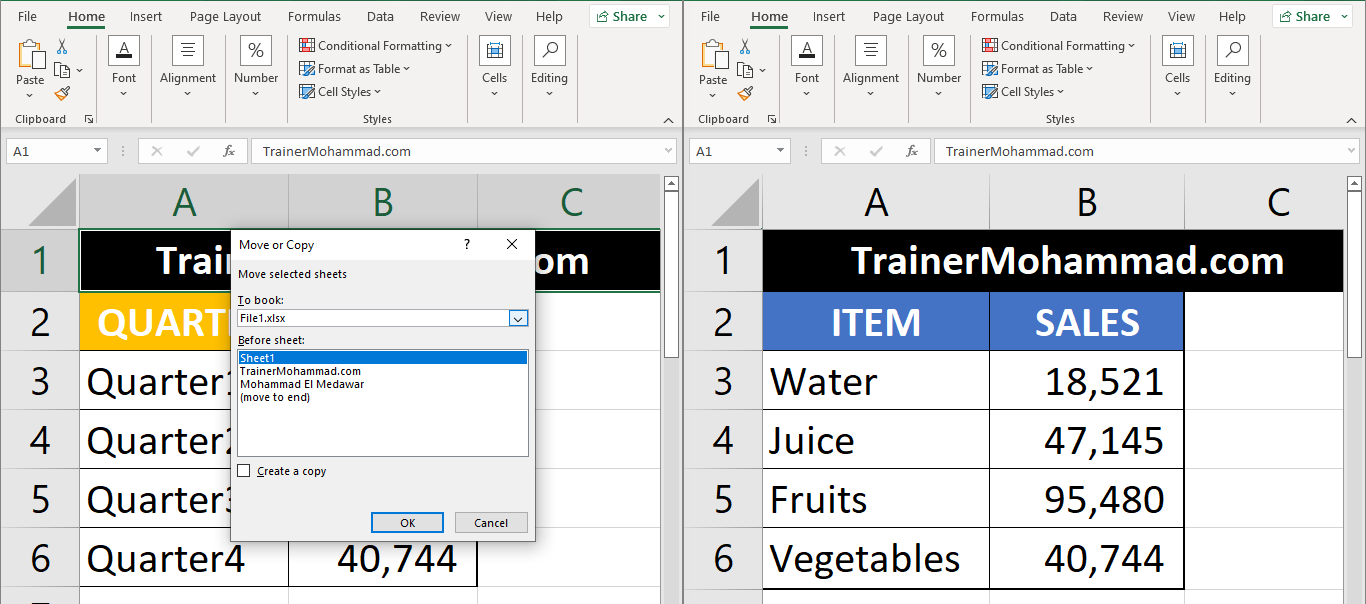 File Home Insert Page Layout Formulas Data Review View Help Share
Paste
Clipboard
Font
Alignment
%
Number
Conditional Formatting
Format as Table
Cell Styles
Styles
Cells
Editing
A1 fx TrainerMohammad.com
A B C
1 Trai om
2 QUART
3 Quarter1
4 Quarter2
5 Quarter3
6 Quarter4 40,744
Move or Copy ? ×
Move selected sheets
To book:
File1.xlsx
Before sheet:
Sheet1
TrainerMohammad.com
Mohammad El Medawar
(move to end)
Create a copy
OK Cancel
File Home Insert Page Layout Formulas Data Review View Help Share
Paste
Clipboard
Font
Alignment
%
Number
Conditional Formatting
Format as Table
Cell Styles
Styles
Cells
Editing
A1 fx TrainerMohammad.com
A B C
1 TrainerMohammad.com
2 ITEM SALES
3 Water 18,521
4 Juice 47,145
5 Fruits 95,480
6 Vegetables 40,744